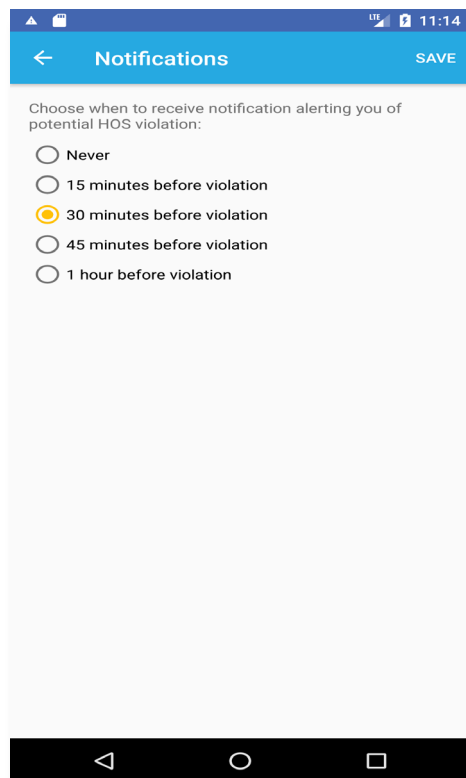 LTE 11:14
Notifications SAVE
Choose when to receive notification alerting you of
potential HOS violation:
Never
15 minutes before violation
30 minutes before violation
45 minutes before violation
1 hour before violation